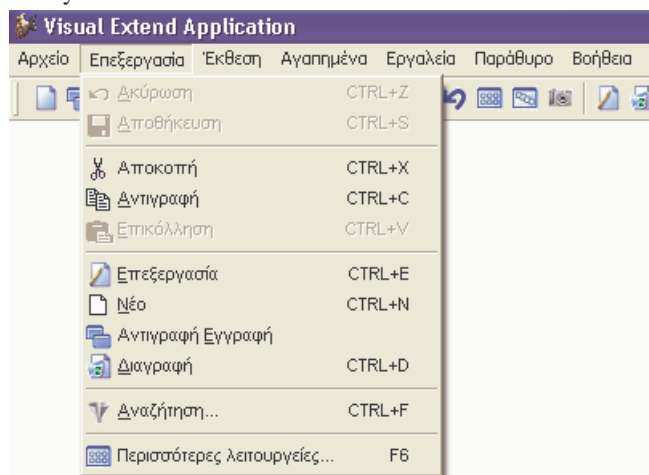 Visual Extend Application
Αρχείο Επεξεργασία Έκθεση Αγαπημένα Εργαλεία Παράθυρο Βοήθεια
Ακύρωση CTRL+Z
Αποθήκευση CTRL+S
Αποκοπή CTRL+X
Αντιγραφή CTRL+C
Επικόλληση CTRL+V
Επεξεργασία CTRL+E
Νέο CTRL+N
Αντιγραφή Εγγραφή
Διαγραφή CTRL+D
Αναζήτηση... CTRL+F
Περισσότερες λειτουργείες... F6